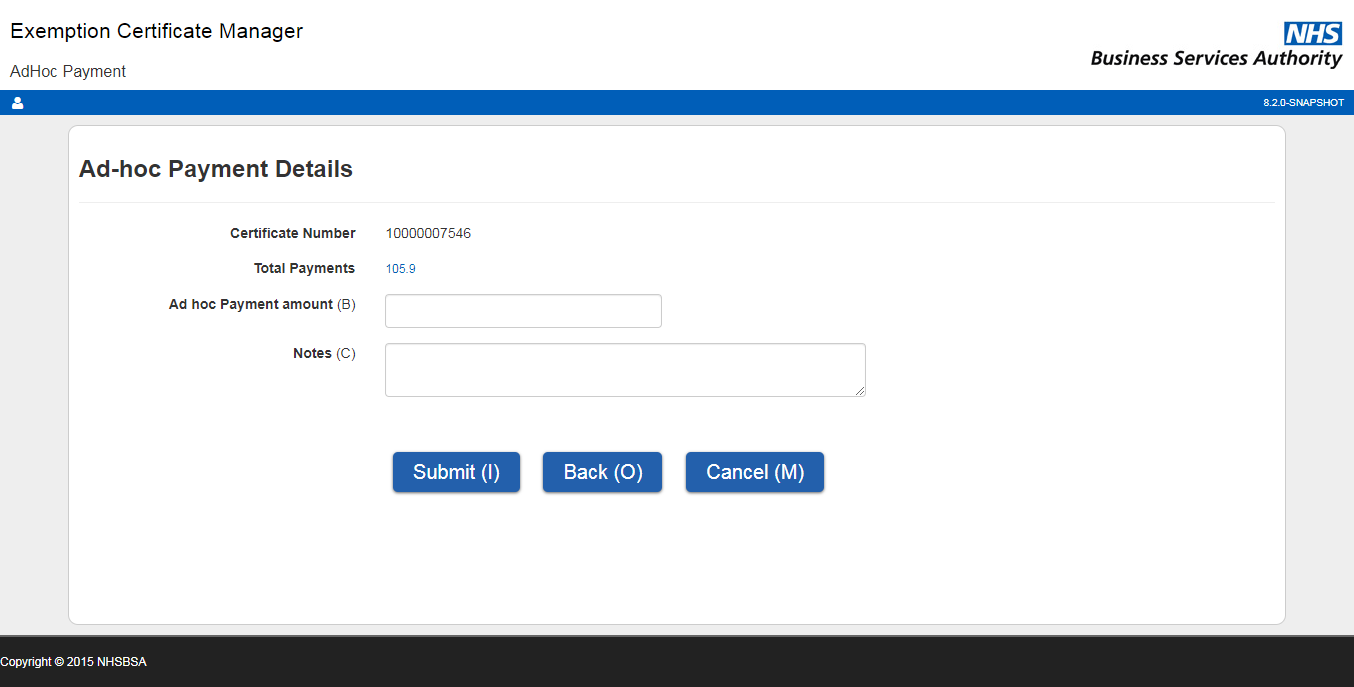 Exemption Certificate Manager
NHS
Business Services Authority
AdHoc Payment
8.2.0-SNAPSHOT
Ad-hoc Payment Details
Certificate Number 10000007546
Total Payments 105.9
Ad hoc Payment amount (B)
Notes (C)
Submit (I) Back (O) Cancel (M)
Copyright © 2015 NHSBSA